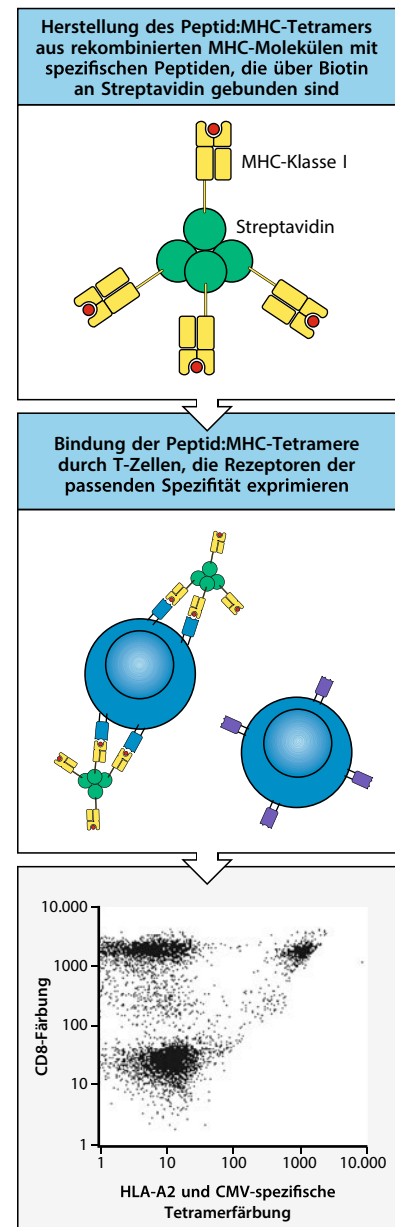 Herstellung des Peptid:MHC-Tetramers
aus rekombinierten MHC-Molekülen mit
spezifischen Peptiden, die über Biotin
an Streptavidin gebunden sind
MHC-Klasse I
Streptavidin
Bindung der Peptid:MHC-Tetramere
durch T-Zellen, die Rezeptoren der
passenden Spezifität exprimieren
10.000
1000
100
10
1
CD8-Färbung
1 10 100 1000 10.000
HLA-A2 und CMV-spezifische
Tetramerfärbung